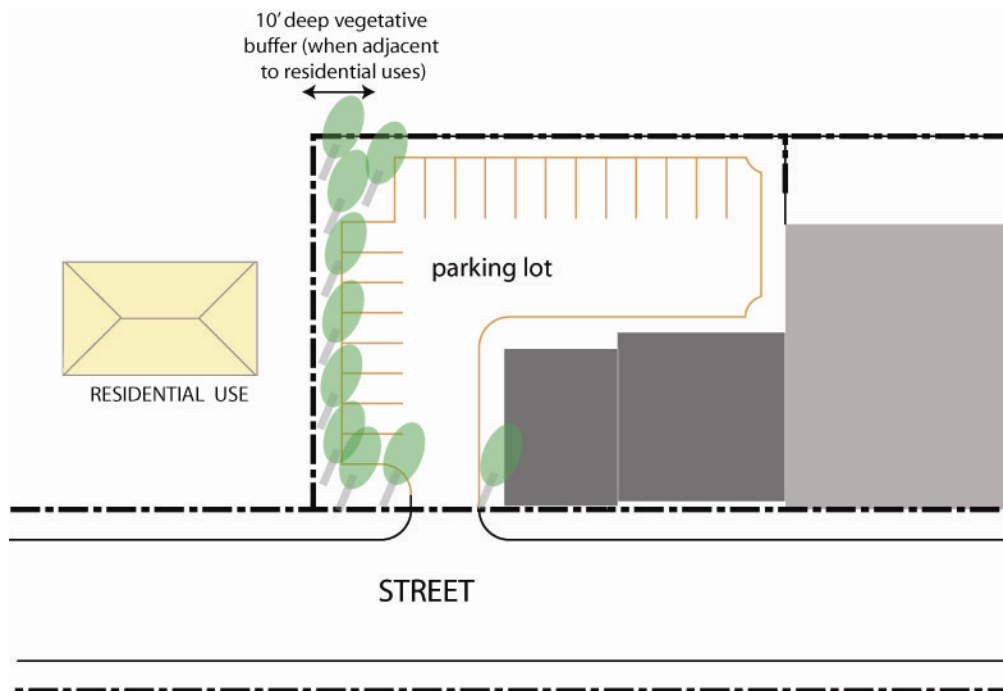 10' deep vegetative
buffer (when adjacent
to residential uses)
parking lot
RESIDENTIAL USE
STREET